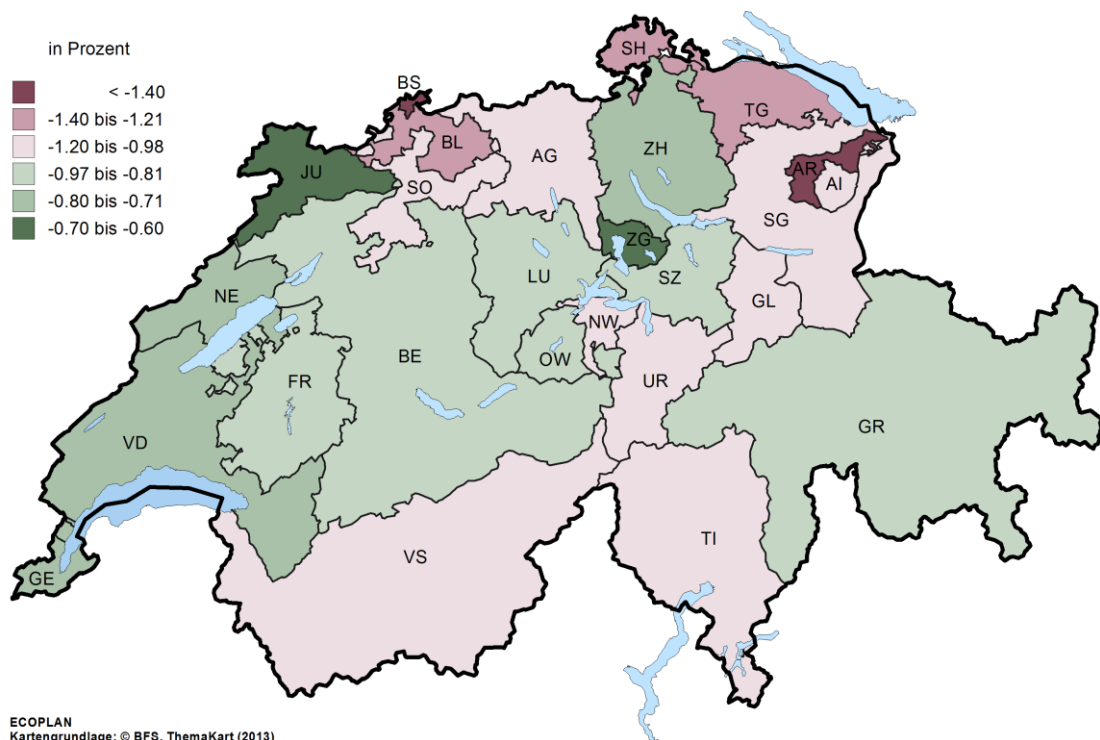 in Prozent
< -1.40
-1.40 bis -1.21
-1.20 bis -0.98
-0.97 bis -0.81
-0.80 bis -0.71
-0.70 bis -0.60
SH
BS
TG
BL
AG
ZH
JU
AR
AI
SO
SG
ZG
LU
SZ
NE
GL
NW
BE
OW
FR
UR
GR
VD
TI
VS
GE
ECOPLAN
Kartengrundlage: © BFS, ThemaKart (2013)